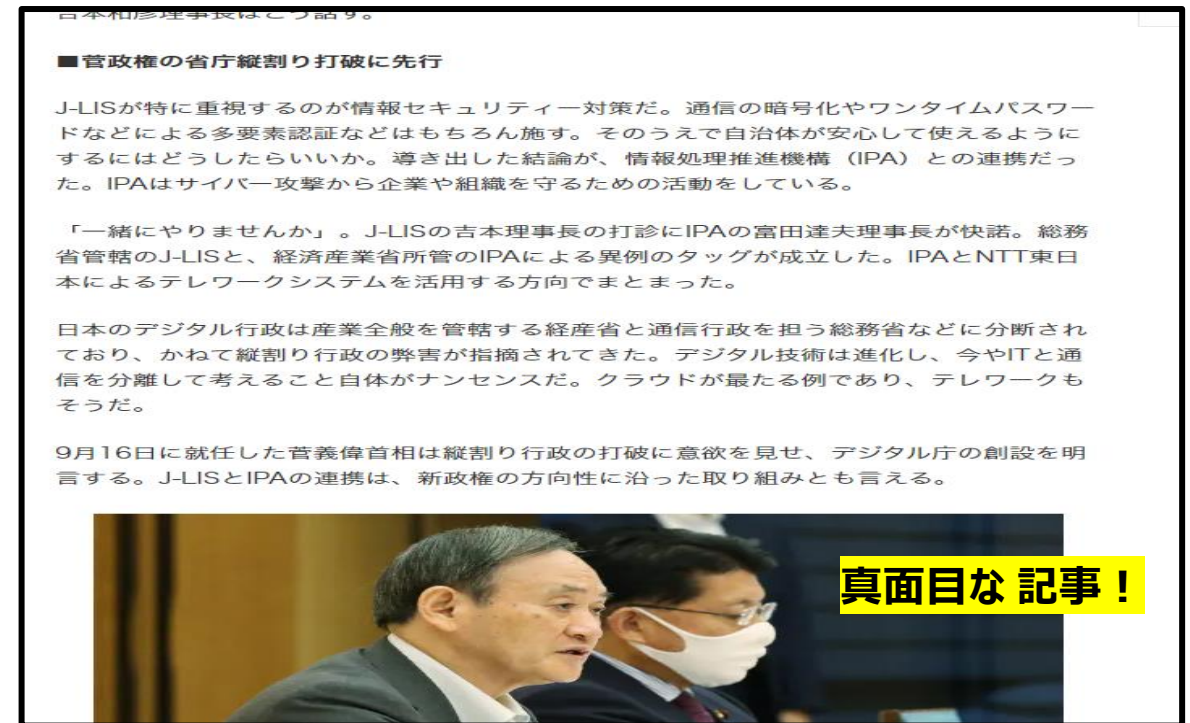 吉本和彦理事長はこう話す。
■菅政権の省庁縦割り打破に先行
J-LISが特に重視するのが情報セキュリティー対策だ。通信の暗号化やワンタイムパスワー
ドなどによる多要素認証などはもちろん施す。そのうえで自治体が安心して使えるように
するにはどうしたらいいか。導き出した結論が、情報処理推進機構（IPA）との連携だっ
た。IPAはサイバー攻撃から企業や組織を守るための活動をしている。
「一緒にやりませんか」。J-LISの吉本理事長の打診にIPAの富田達夫理事長が快諾。総務
省管轄のJ-LISと、経済産業省所管のIPAによる異例のタッグが成立した。IPAとNTT東日
本によるテレワークシステムを活用する方向でまとまった。
日本のデジタル行政は産業全般を管轄する経産省と通信行政を担う総務省などに分断され
ており、かねて縦割り行政の弊害が指摘されてきた。デジタル技術は進化し、今やITと通
信を分離して考えること自体がナンセンスだ。クラウドが最たる例であり、テレワークも
そうだ。
9月16日に就任した菅義偉首相は縦割り行政の打破に意欲を見せ、デジタル庁の創設を明
言する。J-LISとIPAの連携は、新政権の方向性に沿った取り組みとも言える。
真面目な 記事！